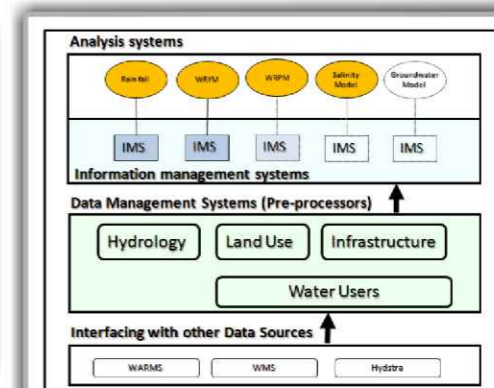 Analysis systems
Rainfall WRYM WRPM Salinity Model Groundwater Model
IMS IMS IMS IMS IMS
Information management systems
Data Management Systems (Pre-processors)
Hydrology Land Use Infrastructure
Water Users
Interfacing with other Data Sources
WARMS WMS Hydstra